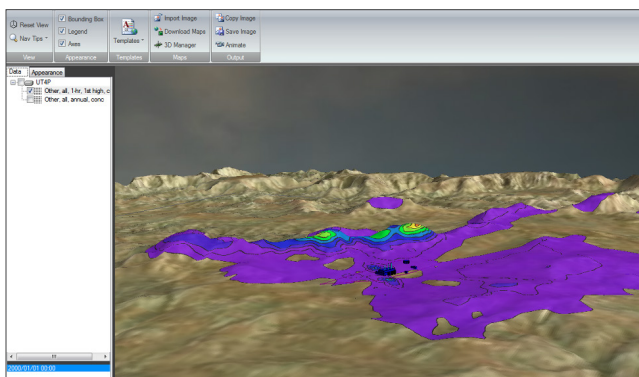 Reset View
Nav Tips
View
Bounding Box
Legend
Axes
Appearance
Templates
Templates
Import Image
Download Maps
3D Manager
Maps
Copy Image
Save Image
Animate
Output
Data Appearance
UT4P
Other, all, 1-hr, 1st high, c
Other, all, annual, conc
2000/01/01 00:00